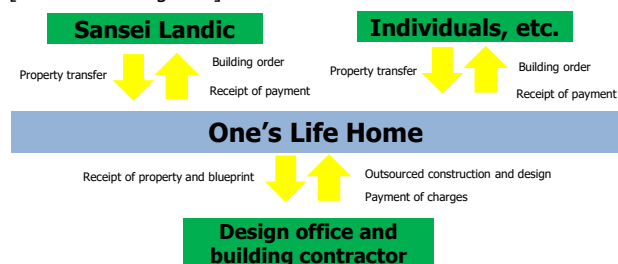 Sansei Landic
Individuals, etc.
Property transfer
Building order
Receipt of payment
Property transfer
Building order
Receipt of payment
One's Life Home
Receipt of property and blueprint
Outsourced construction and design
Payment of charges
Design office and
building contractor